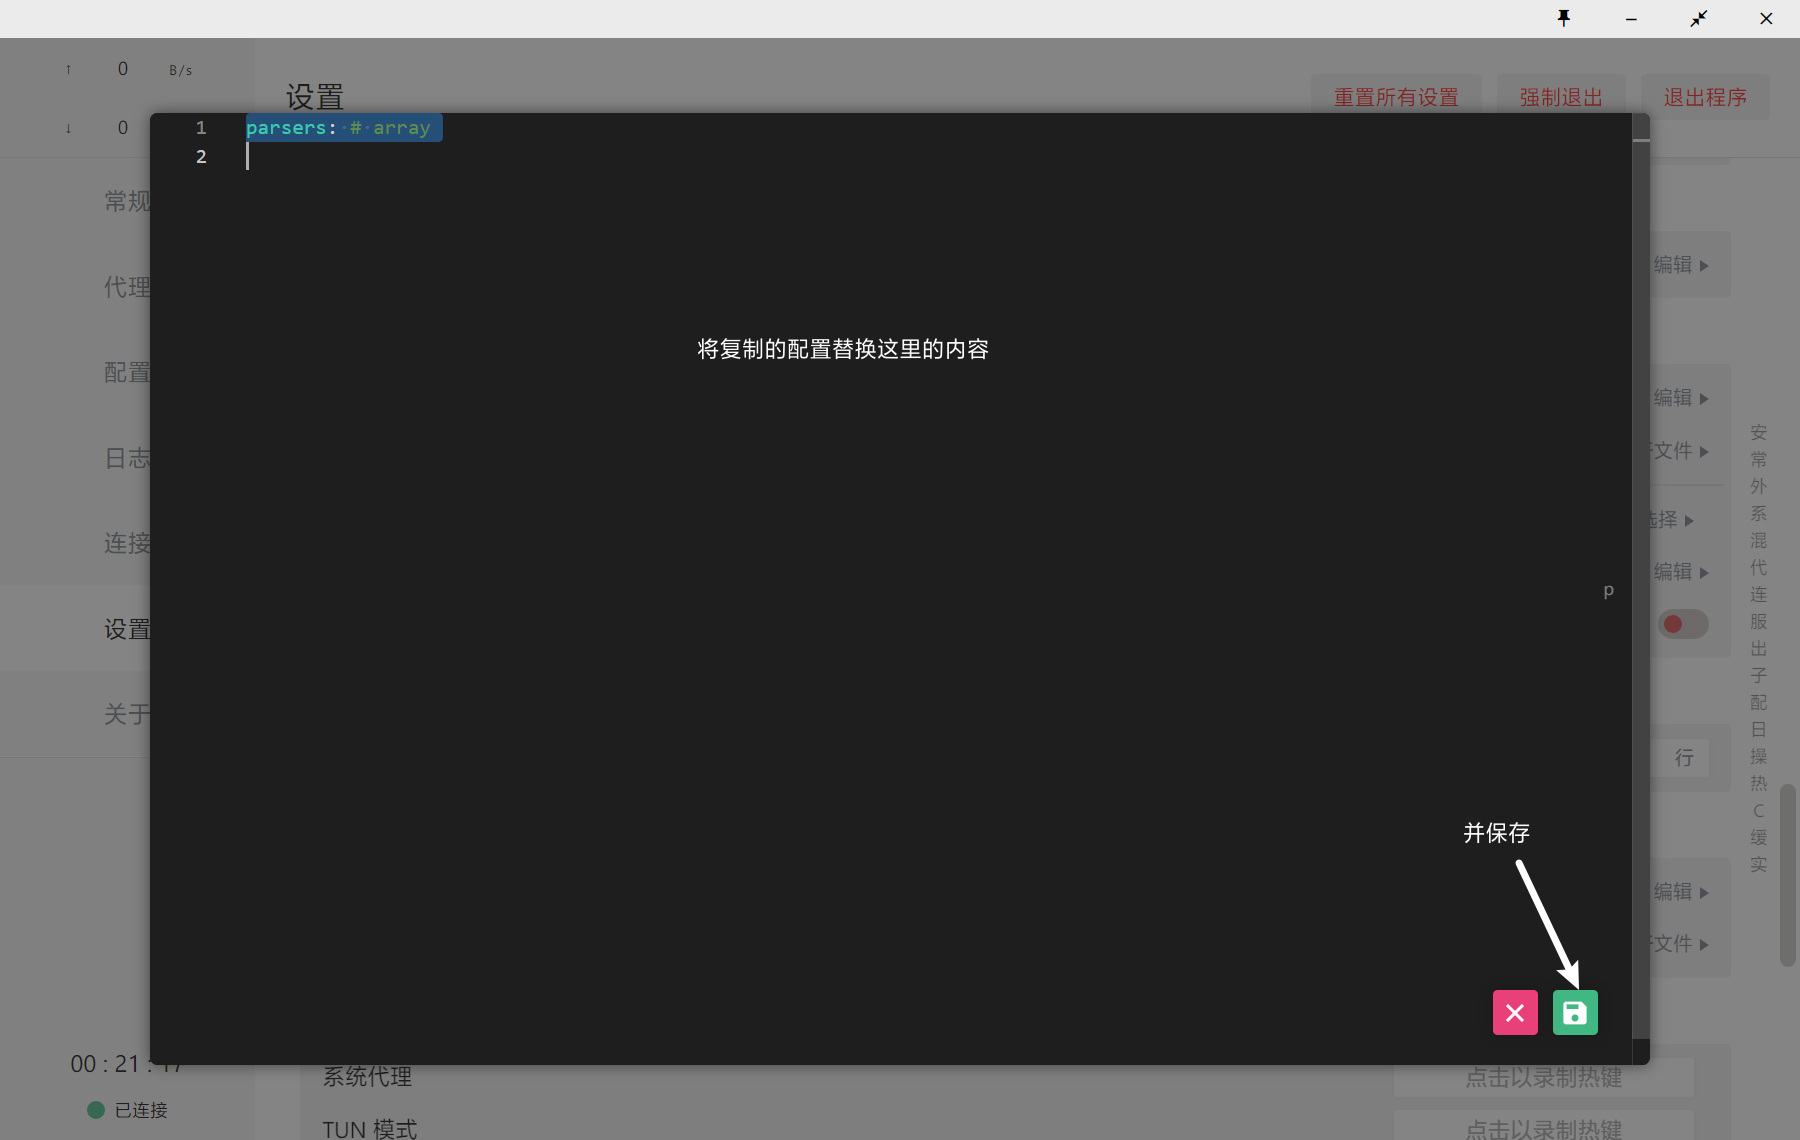 ↑ 0 B/s
设置
重置所有设置
强制退出
退出程序
↓ 0
1 parsers: # array
2
常规
代理
配置
日志
连接
设置
关于
将复制的配置替换这里的内容
编辑
编辑
文件
选择
编辑
行
编辑
文件
p
并保存
安
常
外
系
混
代
连
服
出
子
配
日
操
热
C
缓
实
00 : 21 : 17
已连接
系统代理
点击以录制热键
TUN 模式
点击以录制热键